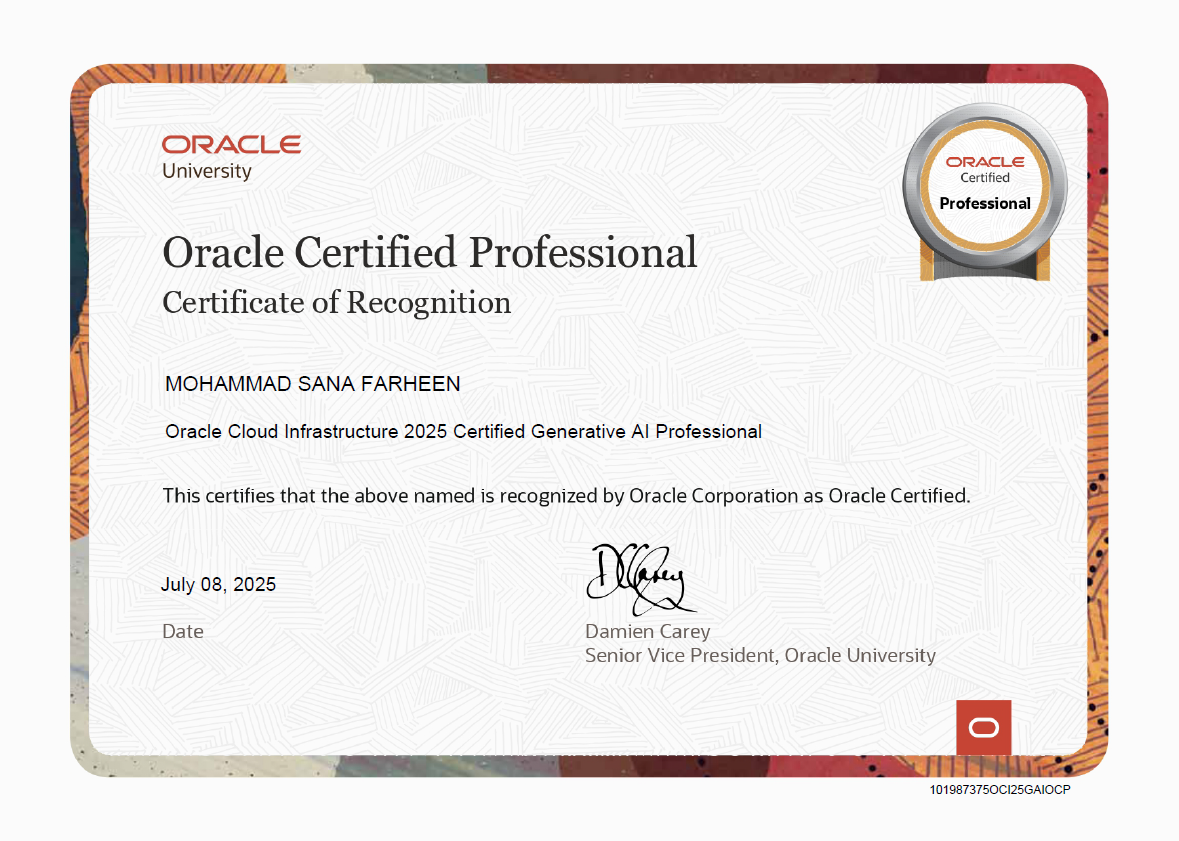 ORACLE
University
ORACLE
Certified
Professional
Oracle Certified Professional
Certificate of Recognition
MOHAMMAD SANA FARHEEN
Oracle Cloud Infrastructure 2025 Certified Generative AI Professional
This certifies that the above named is recognized by Oracle Corporation as Oracle Certified.
DCarey
July 08, 2025
Date
Damien Carey
Senior Vice President, Oracle University
101987375OCI25GAIOCP